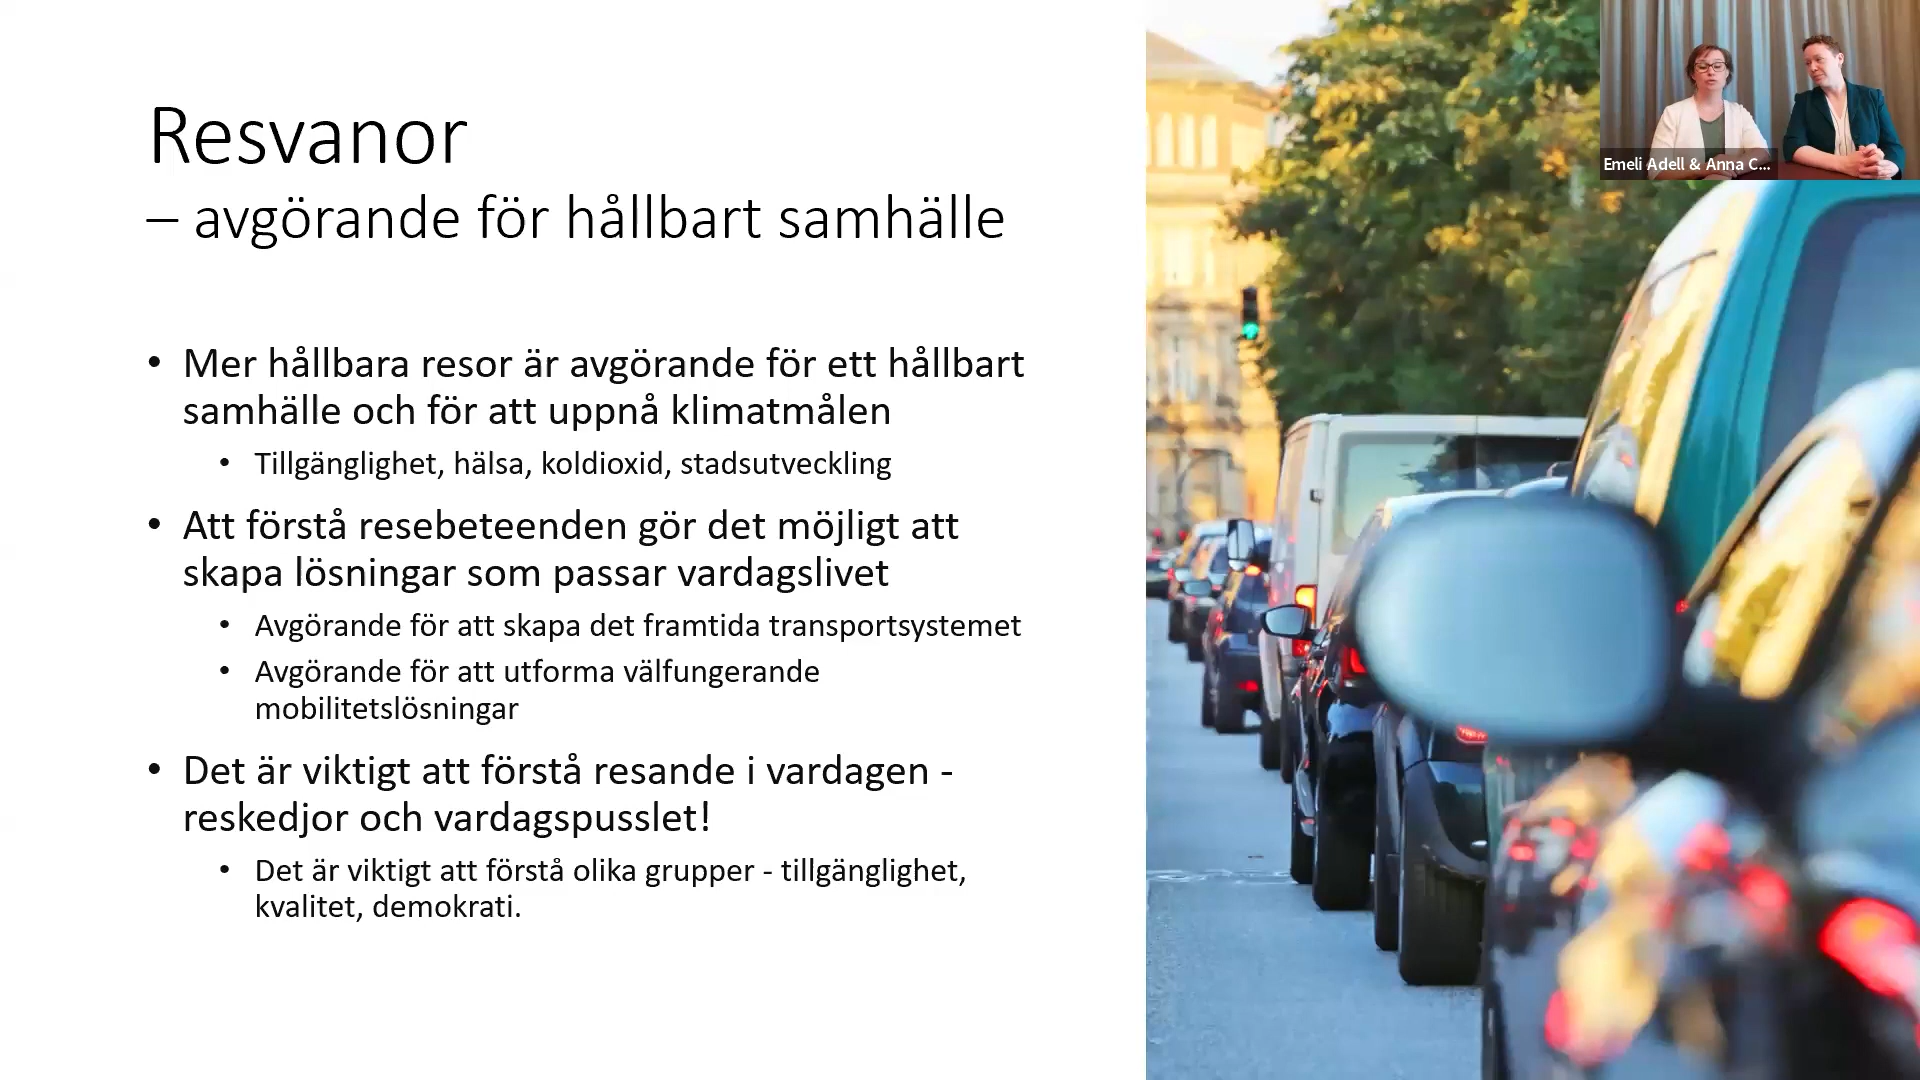 Resvanor
– avgörande för hållbart samhälle
• Mer hållbara resor är avgörande för ett hållbart
samhälle och för att uppnå klimatmålen
• Tillgänglighet, hälsa, koldioxid, stadsutveckling
• Att förstå resebeteenden gör det möjligt att
skapa lösningar som passar vardagslivet
• Avgörande för att skapa det framtida transportsystemet
• Avgörande för att utforma välfungerande
mobilitetslösningar
• Det är viktigt att förstå resande i vardagen -
reskedjor och vardagspusslet!
• Det är viktigt att förstå olika grupper - tillgänglighet,
kvalitet, demokrati.
Emeli Adell & Anna C...